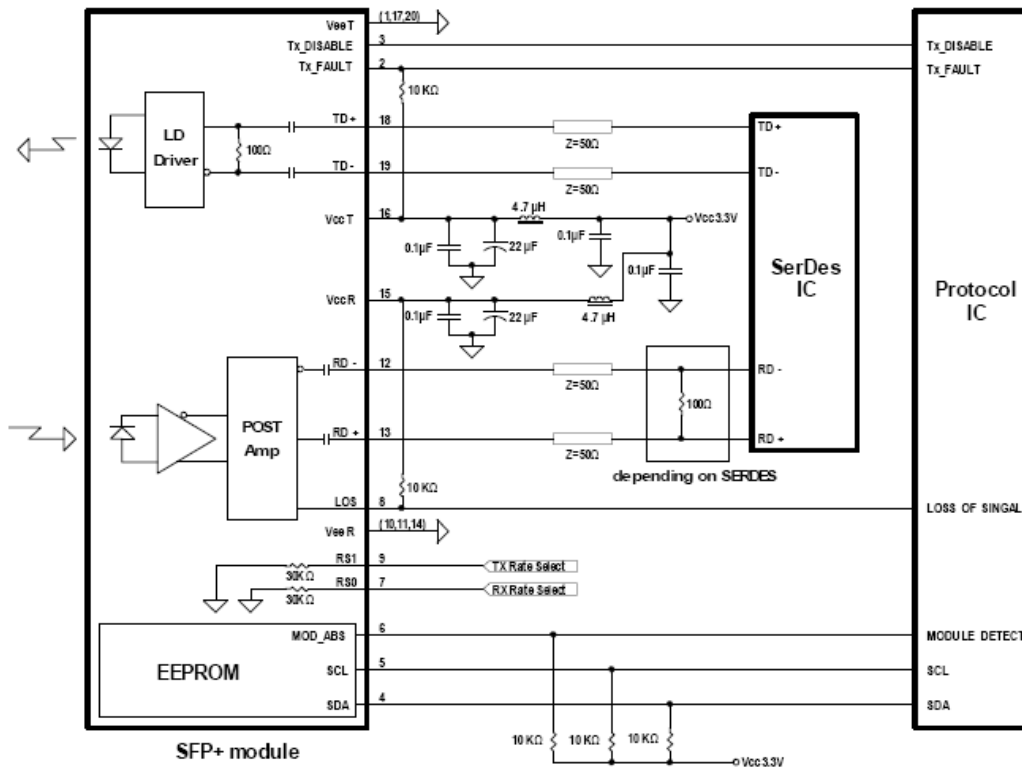 VeeT
(1,17,20)
Tx_DISABLE
3
Tx_DISABLE
Tx_FAULT
2
Tx_FAULT
10 KΩ
LD
Driver
100Ω
TD+
18
Z=50Ω
TD+
TD-
19
Z=50Ω
TD-
VccT
16
4.7 µH
Vcc3.3V
0.1µF
22 µF
0.1µF
0.1µF
SerDes
IC
Protocol
IC
VccR
15
0.1µF
22 µF
4.7 µH
RD -
12
Z=50Ω
RD -
100Ω
POST
Amp
RD +
13
Z=50Ω
RD +
depending on SERDES
10 KΩ
LOS
8
LOSS OF SINGAL
VeeR
(10,11,14)
RS1
9
TX Rate Select
30KΩ
RS0
7
RX Rate Select
30KΩ
MOD_ABS
6
MODULE DETECT
EEPROM
SCL
5
SCL
SDA
4
SDA
10 KΩ
10 KΩ
10 KΩ
Vcc3.3V
SFP+ module